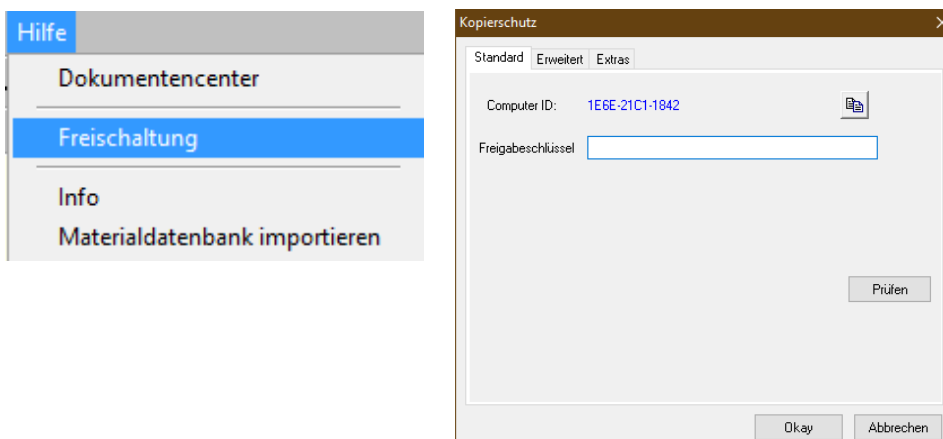 Hilfe
Dokumentencenter
Freischaltung
Info
Materialdatenbank importieren
Kopierschutz
Standard Erweitert Extras
Computer ID: 1E6E-21C1-1842
Freigabeschlüssel
Prüfen
Okay Abbrechen